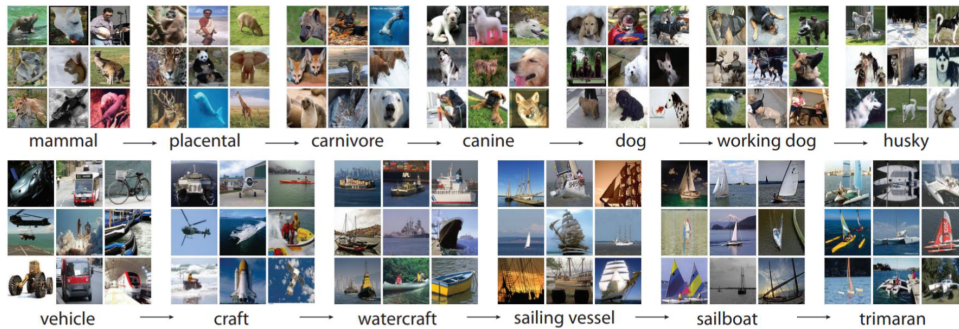 mammal → placental → carnivore → canine → dog → working dog → husky
vehicle → craft → watercraft → sailing vessel → sailboat → trimaran